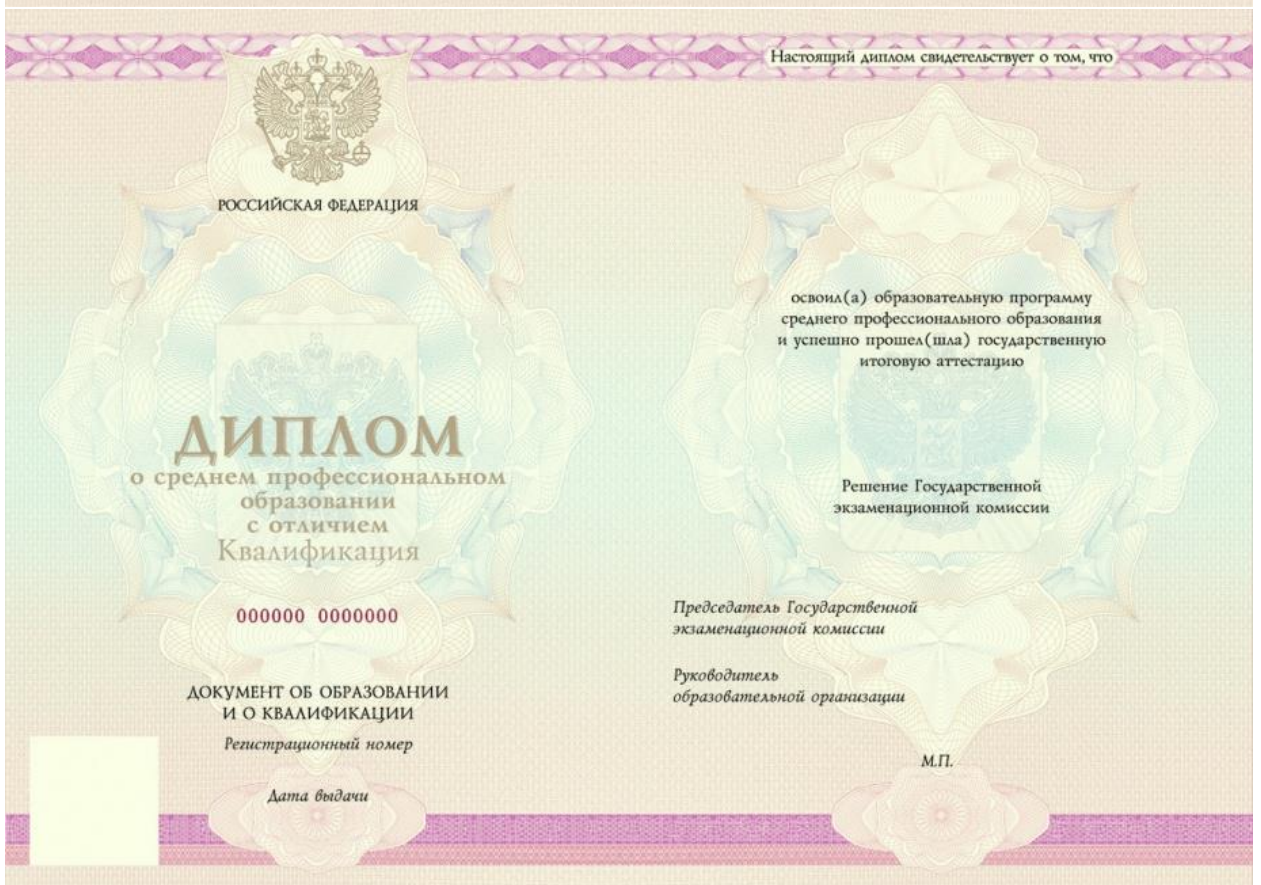 РОССИЙСКАЯ ФЕДЕРАЦИЯ
ДИПЛОМ
о среднем профессиональном
образовании
с отличием
Квалификация
000000 0000000
ДОКУМЕНТ ОБ ОБРАЗОВАНИИ
И О КВАЛИФИКАЦИИ
Регистрационный номер
Дата выдачи
Настоящий диплом свидетельствует о том, что
освоил(а) образовательную программу
среднего профессионального образования
и успешно прошел(шла) государственную
итоговую аттестацию
Решение Государственной
экзаменационной комиссии
Председатель Государственной
экзаменационной комиссии
Руководитель
образовательной организации
М.П.